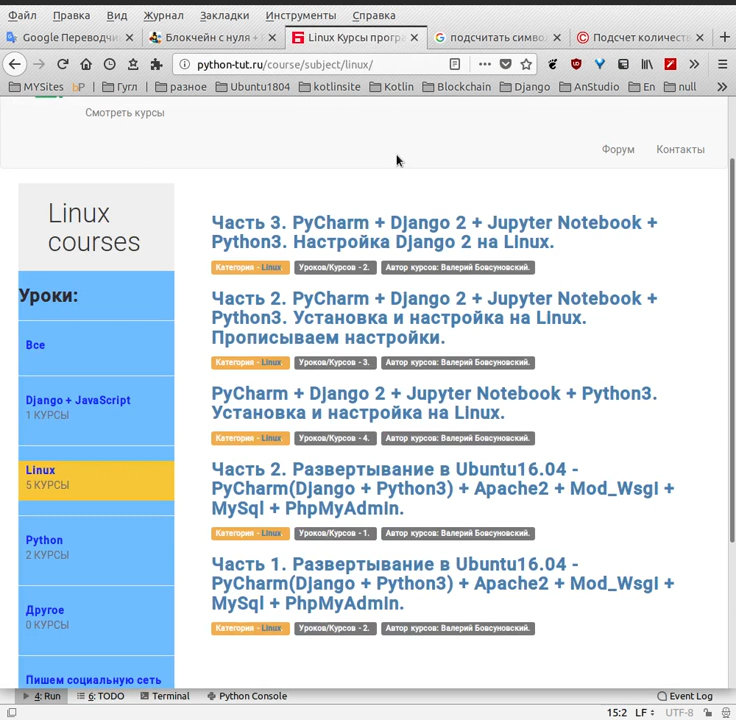 Файл Правка Вид Журнал Закладки Инструменты Справка
Google Переводчи Блокчейн с нуля + Linux Курсы прогр подсчитать симво Подсчет количест
python-tut.ru/course/subject/linux/
MYSites bP Гугл разное Ubuntu1804 kotlinsite Kotlin Blockchain Django AnStudio En null
Смотреть курсы
Форум Контакты
Linux
courses
Уроки:
Все
Django + JavaScript
1 КУРСЫ
Linux
5 КУРСЫ
Python
2 КУРСЫ
Другое
0 КУРСЫ
Пишем социальную сеть
Часть 3. PyCharm + Django 2 + Jupyter Notebook +
Python3. Настройка Django 2 на Linux.
Категория - Linux. Уроков/Курсов - 2. Автор курсов: Валерий Бовсуновский.
Часть 2. PyCharm + Django 2 + Jupyter Notebook +
Python3. Установка и настройка на Linux.
Прописываем настройки.
Категория - Linux. Уроков/Курсов - 3. Автор курсов: Валерий Бовсуновский.
PyCharm + Django 2 + Jupyter Notebook + Python3.
Установка и настройка на Linux.
Категория - Linux. Уроков/Курсов - 4. Автор курсов: Валерий Бовсуновский.
Часть 2. Развертывание в Ubuntu16.04 -
PyCharm(Django + Python3) + Apache2 + Mod_Wsgi +
MySql + PhpMyAdmin.
Категория - Linux. Уроков/Курсов - 1. Автор курсов: Валерий Бовсуновский.
Часть 1. Развертывание в Ubuntu16.04 -
PyCharm(Django + Python3) + Apache2 + Mod_Wsgi +
MySql + PhpMyAdmin.
Категория - Linux. Уроков/Курсов - 2. Автор курсов: Валерий Бовсуновский.
4: Run 6: TODO Terminal Python Console Event Log
15:2 LF UTF-8